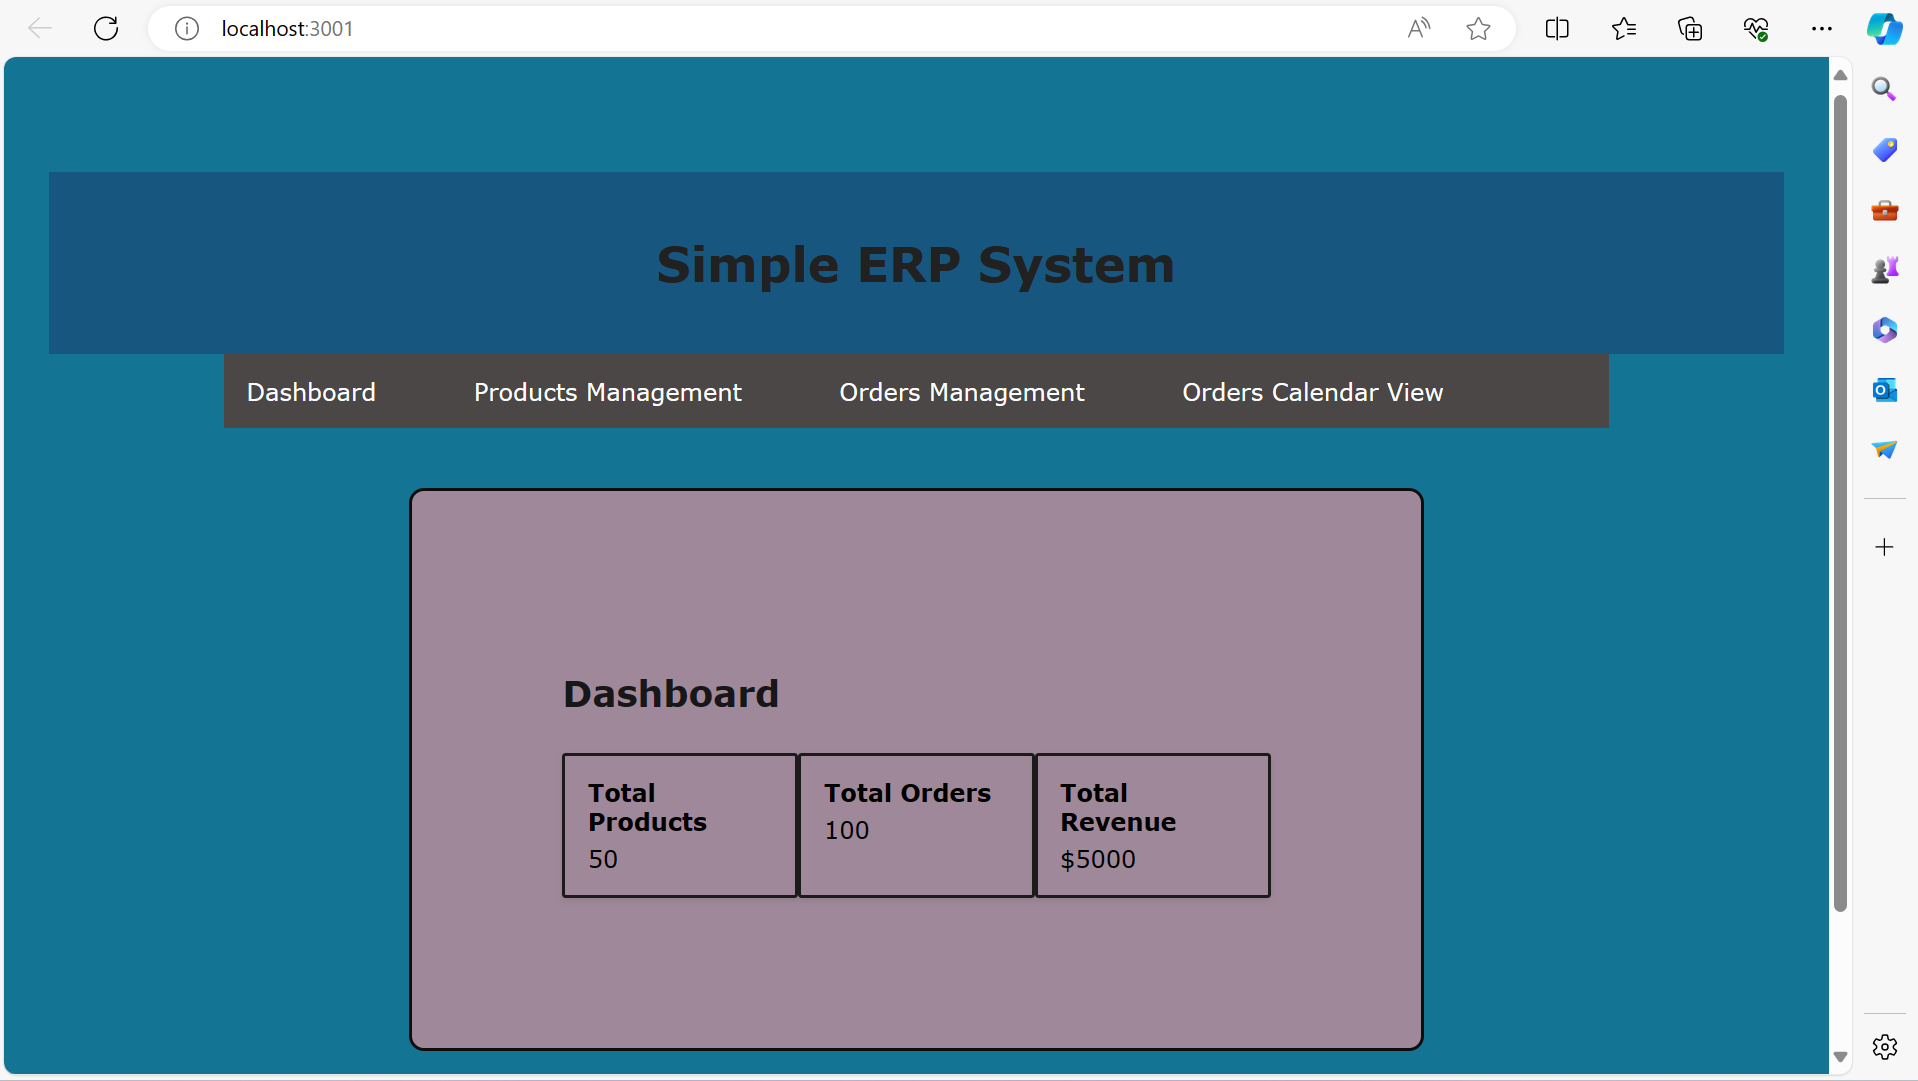 localhost:3001
Simple ERP System
Dashboard Products Management Orders Management Orders Calendar View
Dashboard
Total Products
50
Total Orders
100
Total Revenue
$5000